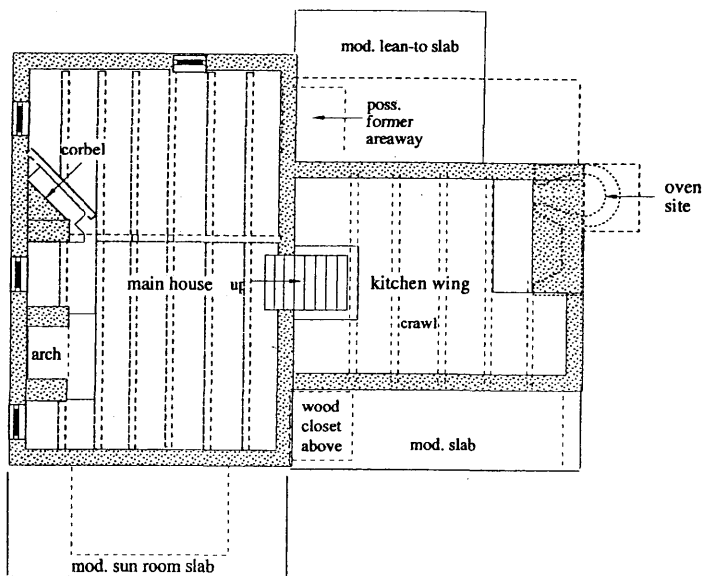 mod. lean-to slab
poss.
former
areaway
corbel
oven
site
main house
up
kitchen wing
crawl
arch
wood
closet
above
mod. slab
mod. sun room slab